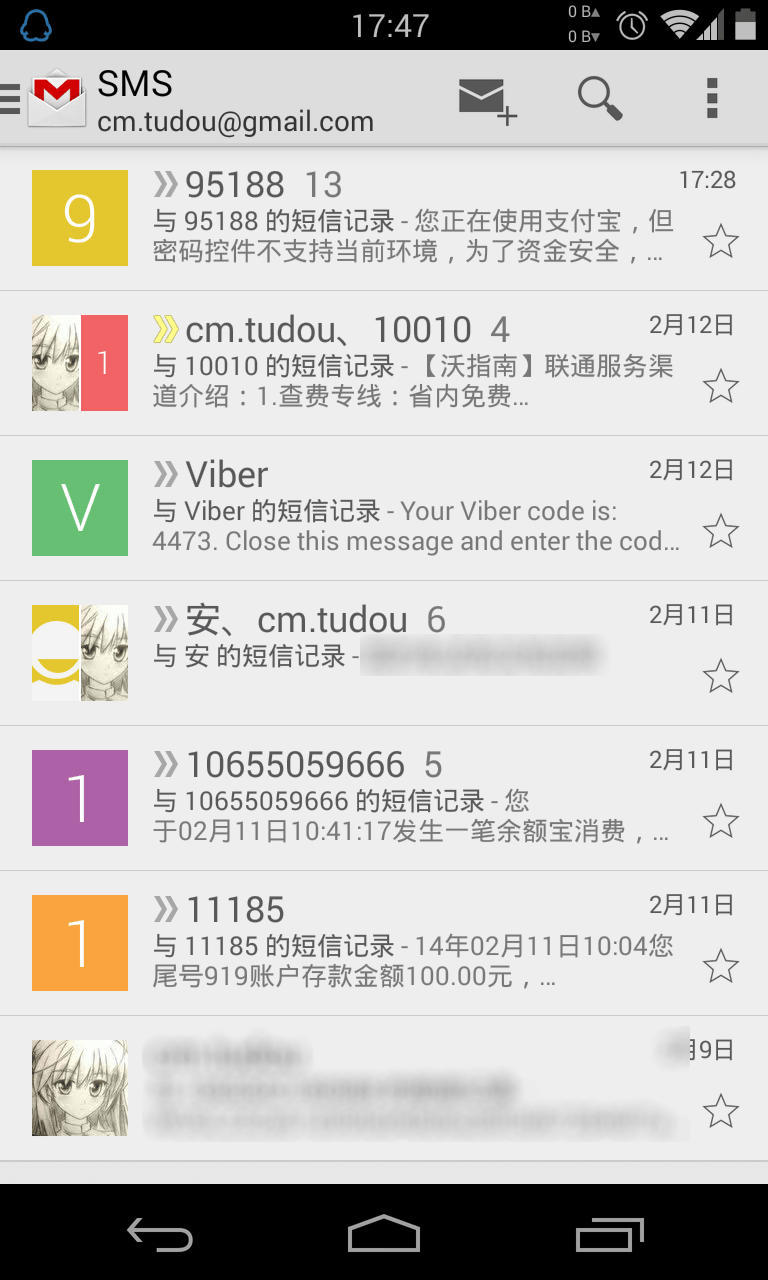 17:47
0 B▲
0 B▼
SMS
cm.tudou@gmail.com
9
95188 13
17:28
与 95188 的短信记录 - 您正在使用支付宝，但
密码控件不支持当前环境，为了资金安全，...
1
cm.tudou、10010 4
2月12日
与 10010 的短信记录 - 【沃指南】联通服务渠
道介绍：1.查费专线：省内免费...
V
Viber
2月12日
与 Viber 的短信记录 - Your Viber code is:
4473. Close this message and enter the cod...
安、cm.tudou 6
2月11日
与 安 的短信记录 -
1
10655059666 5
2月11日
与 10655059666 的短信记录 - 您
于02月11日10:41:17发生一笔余额宝消费，...
1
11185
2月11日
与 11185 的短信记录 - 14年02月11日10:04您
尾号919账户存款金额100.00元，...
月9日